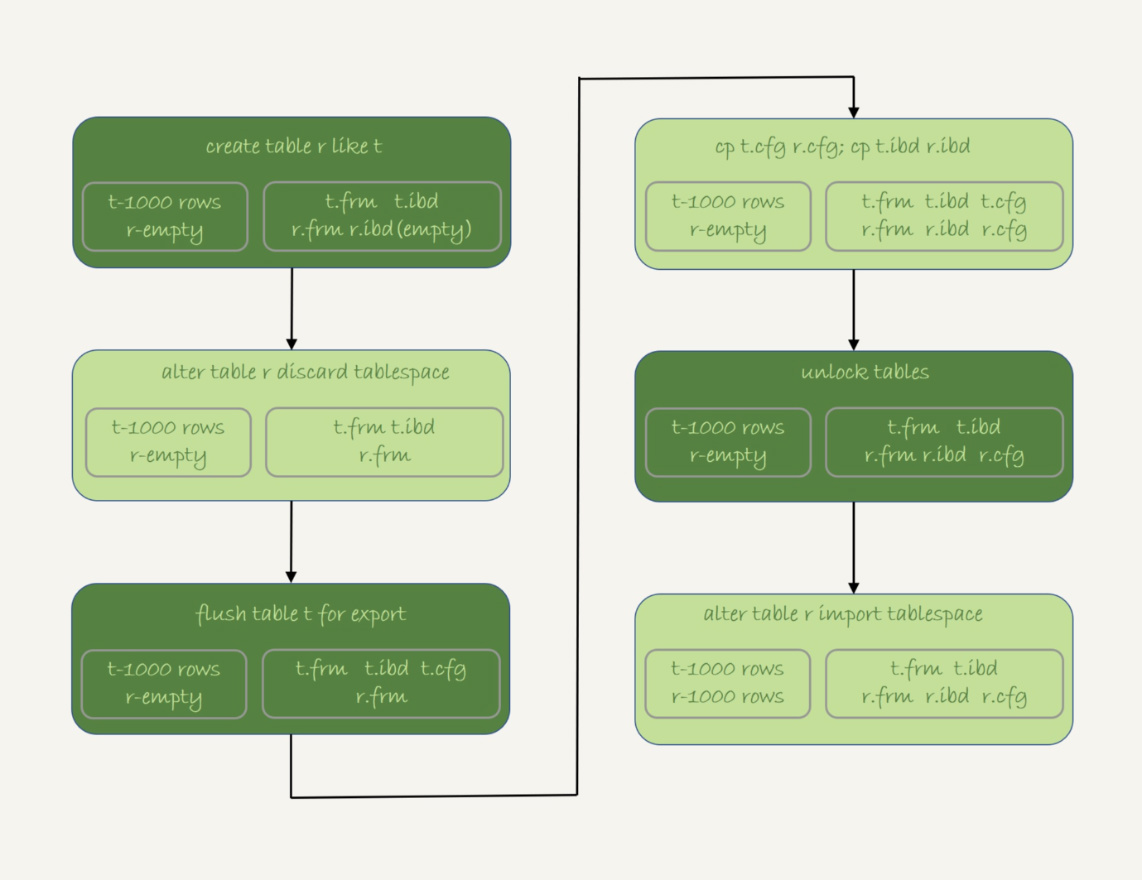 create table r like t
t-1000 rows
r-empty
t.frm t.ibd
r.frm r.ibd(empty)
alter table r discard tablespace
t-1000 rows
r-empty
t.frm t.ibd
r.frm
flush table t for export
t-1000 rows
r-empty
t.frm t.ibd t.cfg
r.frm
cp t.cfg r.cfg; cp t.ibd r.ibd
t-1000 rows
r-empty
t.frm t.ibd t.cfg
r.frm r.ibd r.cfg
unlock tables
t-1000 rows
r-empty
t.frm t.ibd
r.frm r.ibd r.cfg
alter table r import tablespace
t-1000 rows
r-1000 rows
t.frm t.ibd
r.frm r.ibd r.cfg